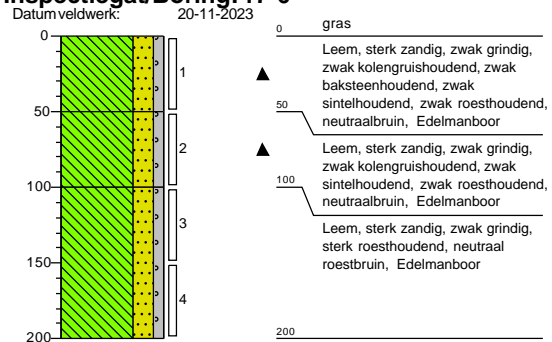 Datum veldwerk: 20-11-2023
0
50
100
150
200
1
2
3
4
0
gras
Leem, sterk zandig, zwak grindig,
zwak kolengruishoudend, zwak
baksteenhoudend, zwak
sintelhoudend, zwak roesthoudend,
neutraalbruin, Edelmanboor
50
Leem, sterk zandig, zwak grindig,
zwak kolengruishoudend, zwak
sintelhoudend, zwak roesthoudend,
neutraalbruin, Edelmanboor
100
Leem, sterk zandig, zwak grindig,
sterk roesthoudend, neutraal
roestbruin, Edelmanboor
200